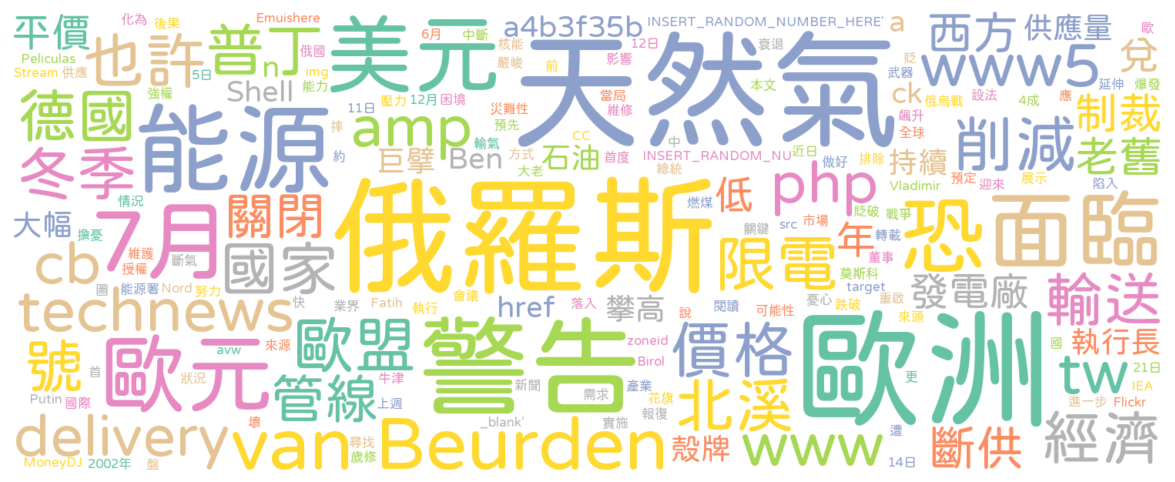 平價
也許
普丁
n
美元
6月
中斷
a4b3f35b
INSERT_RANDOM_NUMBER_HERE'
a
西方
供應量
歐
化為
後果
Emuishere
俄國
Peliculas
Stream
供應
5日
img
能力
強權
Shell
核能
嚴峻
前
影響
12日
衰退
貶
武器
www5
兌
爆發
延伸
德國
能源
壓力
12月
困境
11日
amp
災難性
當局
維修
天然氣
本文
俄烏戰
設法
4成
應
ck
飆升
全球
削減
制裁
老舊
冬季
摔
約
輸氣
預先
巨擘
Ben
CC
方式
大老
石油
首度
中
INSERT_RANDOM_NU
總統
近日
做好
排除
持續
Vladimir
預定
迎來
展示
陷入
大幅
情況
擔憂
7月
關閉
俄羅斯
燃煤
低
php
src
市場
貶破
戰爭
恐
面臨
維護
授權
斷氣
國家
關鍵
限電
年
轉載
董事
莫斯科
cb
圖
能源署
Nord
努力
快
業界
Fatih
執行
會議
href
落入
攀高
閱讀
target
憂心
跌破
可能性
重啟
來頭
發電廠
輸送
technews
號
首
歐元
avw
來源
歐盟
警告
說
zoneid
Birol
價格
歐洲
國
執行長
Putin
國際
狀況
管線
牛津
上週
新聞
需求
產業
花旗
北溪
更
tw
21日
IEA
進一步
Flickr
delivery
壞
van Beurden
_blank'
實施
報復
遭
MoneyDJ
2002年
盤
尋找
歲修
殼牌
www
14日
斷供
經濟